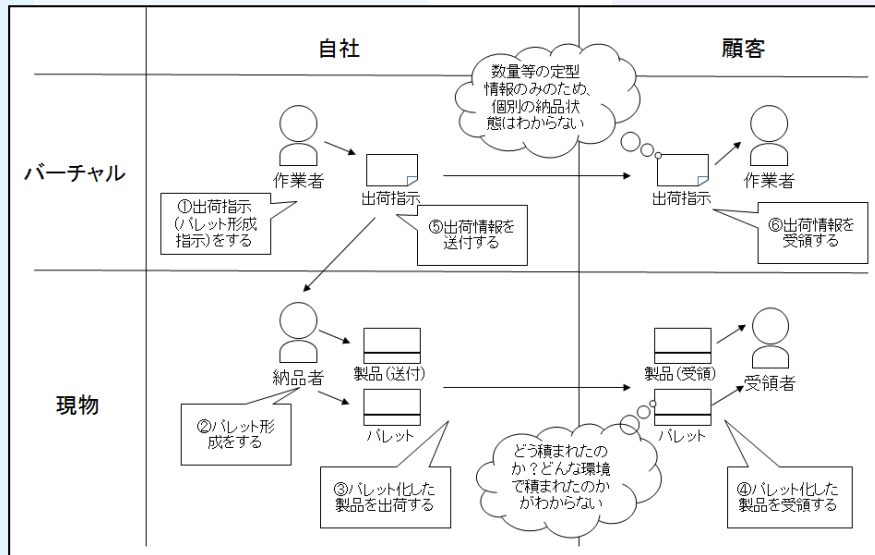 自社
顧客
数量等の定型
情報のみのため、
個別の納品状
態はわからない
バーチャル
作業者
出荷指示
出荷指示
作業者
①出荷指示
(パレット形成
指示)をする
⑤出荷情報を
送付する
⑥出荷情報を
受領する
現物
納品者
製品(送付)
パレット
製品(受領)
パレット
受領者
②パレット形
成をする
③パレット化した
製品を出荷する
どう積まれたの
か?どんな環境
で積まれたのか
がわからない
④パレット化した
製品を受領する